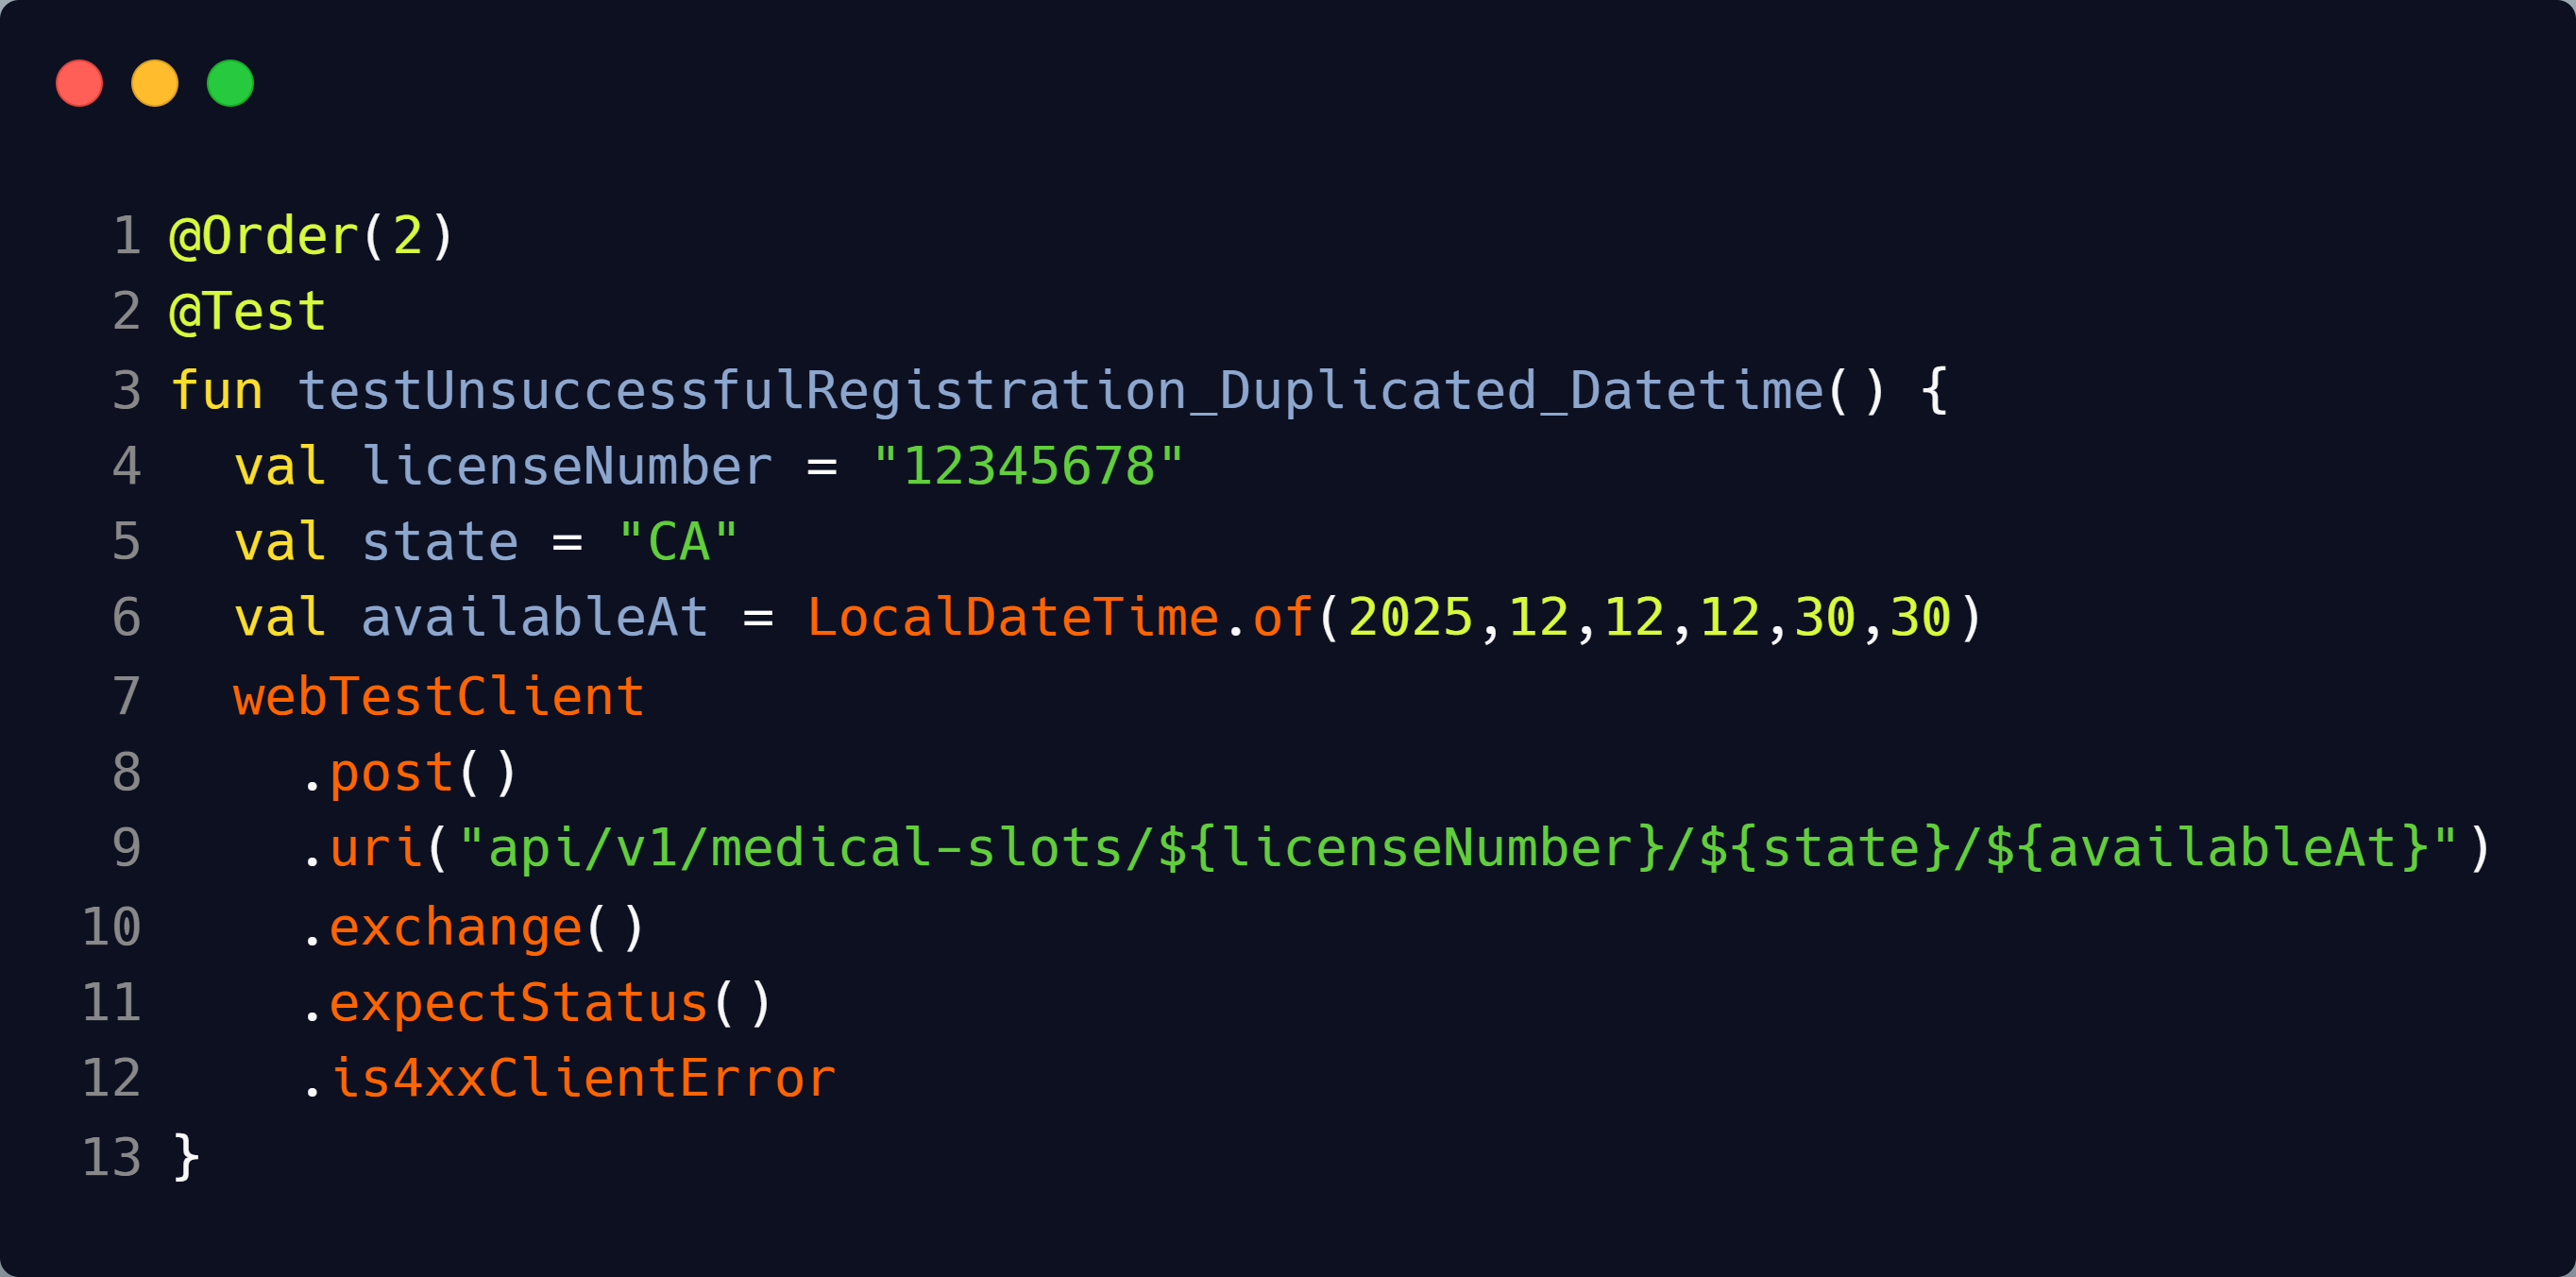 1 @Order(2)
2 @Test
3 fun testUnsuccessfulRegistration_Duplicated_Datetime() {
4   val licenseNumber = "12345678"
5   val state = "CA"
6   val availableAt = LocalDateTime.of(2025,12,12,12,30,30)
7   webTestClient
8     .post()
9     .uri("api/v1/medical-slots/${licenseNumber}/${state}/${availableAt}")
10     .exchange()
11     .expectStatus()
12     .is4xxClientError
13 }